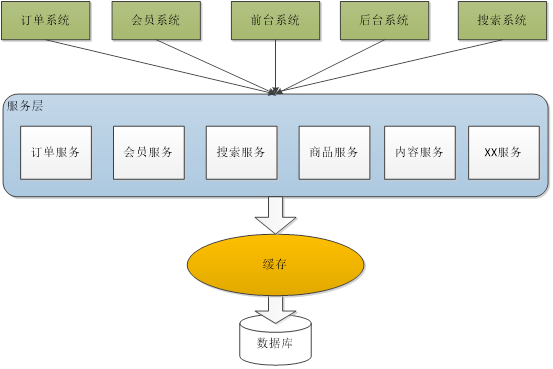 订单系统
会员系统
前台系统
后台系统
搜索系统
服务层
订单服务
会员服务
搜索服务
商品服务
内容服务
XX服务
缓存
数据库